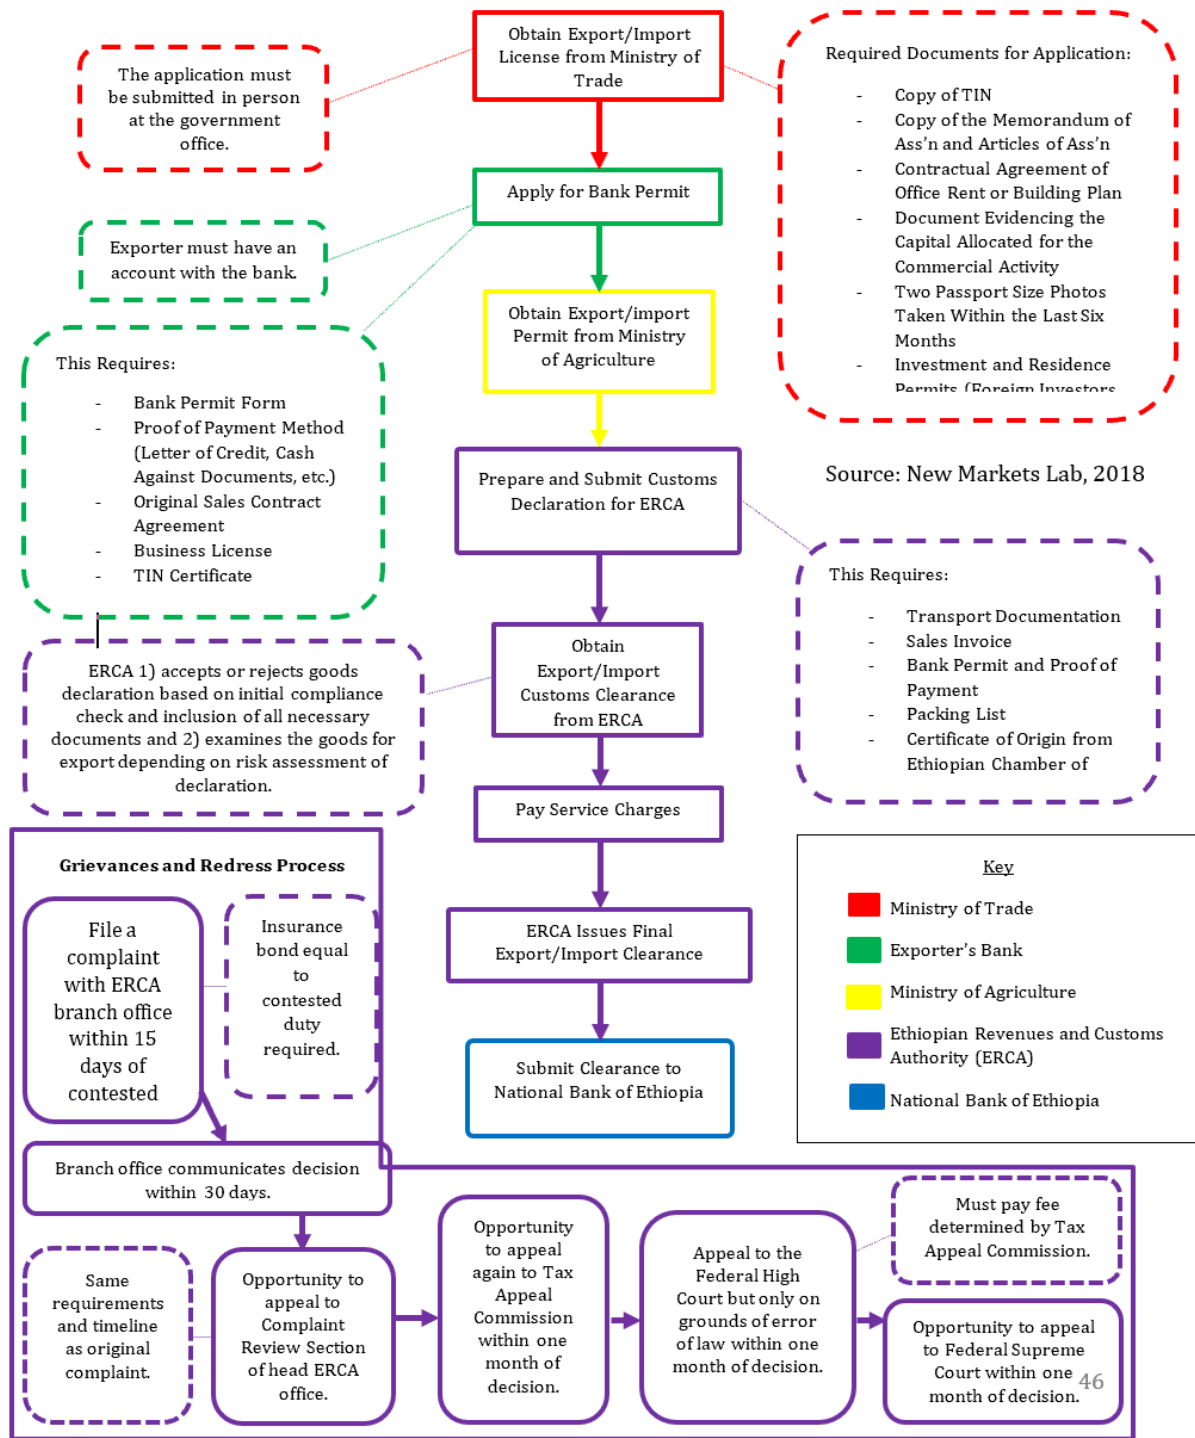 Obtain Export/Import
License from Ministry of
Trade
The application must
be submitted in person
at the government
office.
Required Documents for Application:
- Copy of TIN
- Copy of the Memorandum of
Ass'n and Articles of Ass'n
- Contractual Agreement of
Office Rent or Building Plan
- Document Evidencing the
Capital Allocated for the
Commercial Activity
- Two Passport Size Photos
Taken Within the Last Six
Months
- Investment and Residence
Permits (Foreign Investors
Apply for Bank Permit
Exporter must have an
account with the bank.
This Requires:
- Bank Permit Form
- Proof of Payment Method
(Letter of Credit, Cash
Against Documents, etc.)
- Original Sales Contract
Agreement
- Business License
- TIN Certificate
Obtain Export/import
Permit from Ministry
of Agriculture
Prepare and Submit Customs
Declaration for ERCA
Source: New Markets Lab, 2018
This Requires:
- Transport Documentation
- Sales Invoice
- Bank Permit and Proof of
Payment
- Packing List
- Certificate of Origin from
Ethiopian Chamber of
Obtain
Export/Import
Customs Clearance
from ERCA
ERCA 1) accepts or rejects goods
declaration based on initial compliance
check and inclusion of all necessary
documents and 2) examines the goods for
export depending on risk assessment of
declaration.
Pay Service Charges
ERCA Issues Final
Export/Import Clearance
Submit Clearance to
National Bank of Ethiopia
Key
Ministry of Trade
Exporter's Bank
Ministry of Agriculture
Ethiopian Revenues and Customs
Authority (ERCA)
National Bank of Ethiopia
Grievances and Redress Process
File a
complaint
with ERCA
branch office
within 15
days of
contested
Insurance
bond equal
to
contested
duty
required.
Branch office communicates decision
within 30 days.
Same
requirements
and timeline
as original
complaint.
Opportunity to
appeal to
Complaint
Review Section
of head ERCA
office.
Opportunity
to appeal
again to Tax
Appeal
Commission
within one
month of
decision.
Appeal to the
Federal High
Court but only on
grounds of error
of law within one
month of decision.
Must pay fee
determined by Tax
Appeal Commission.
Opportunity to appeal
to Federal Supreme
Court within one
month of decision.
46